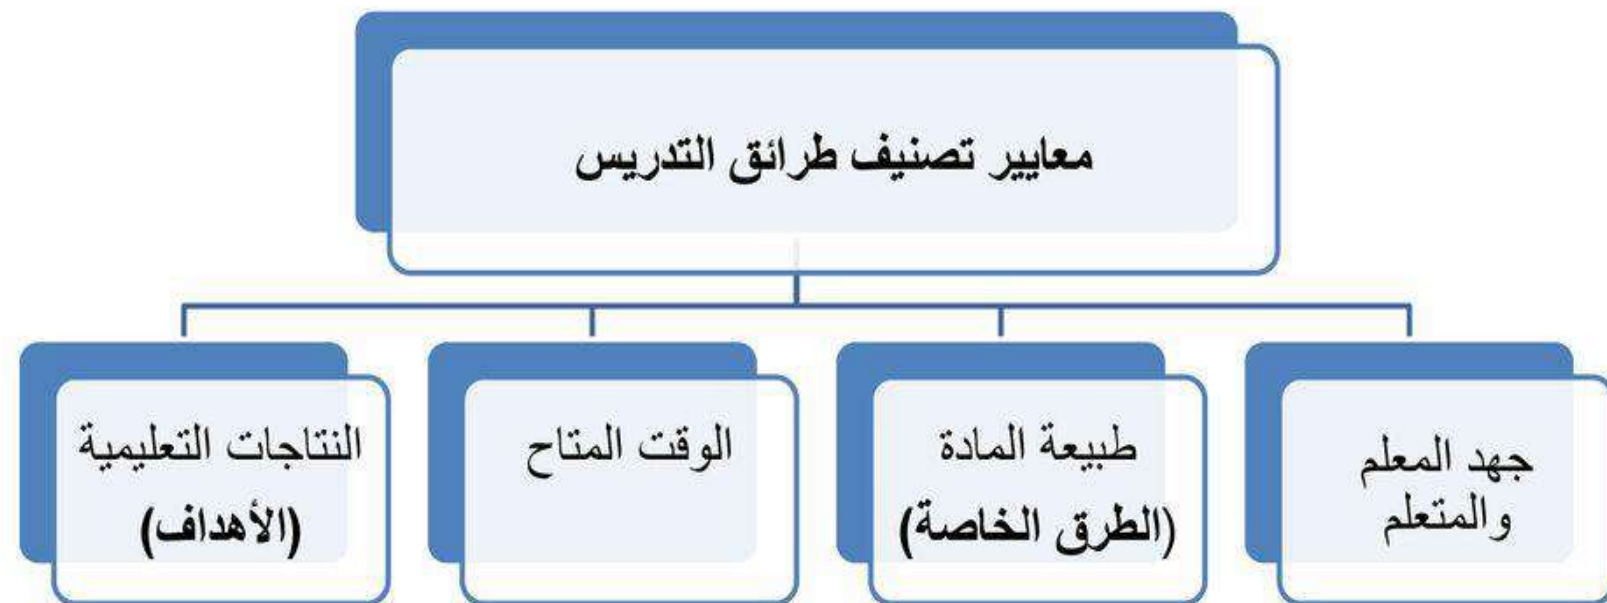 معايير تصنيف طرائق التدريس
جهد المعلم
والمتعلم
طبيعة المادة
(الطرق الخاصة)
الوقت المتاح
النتاجات التعليمية
(الأهداف)